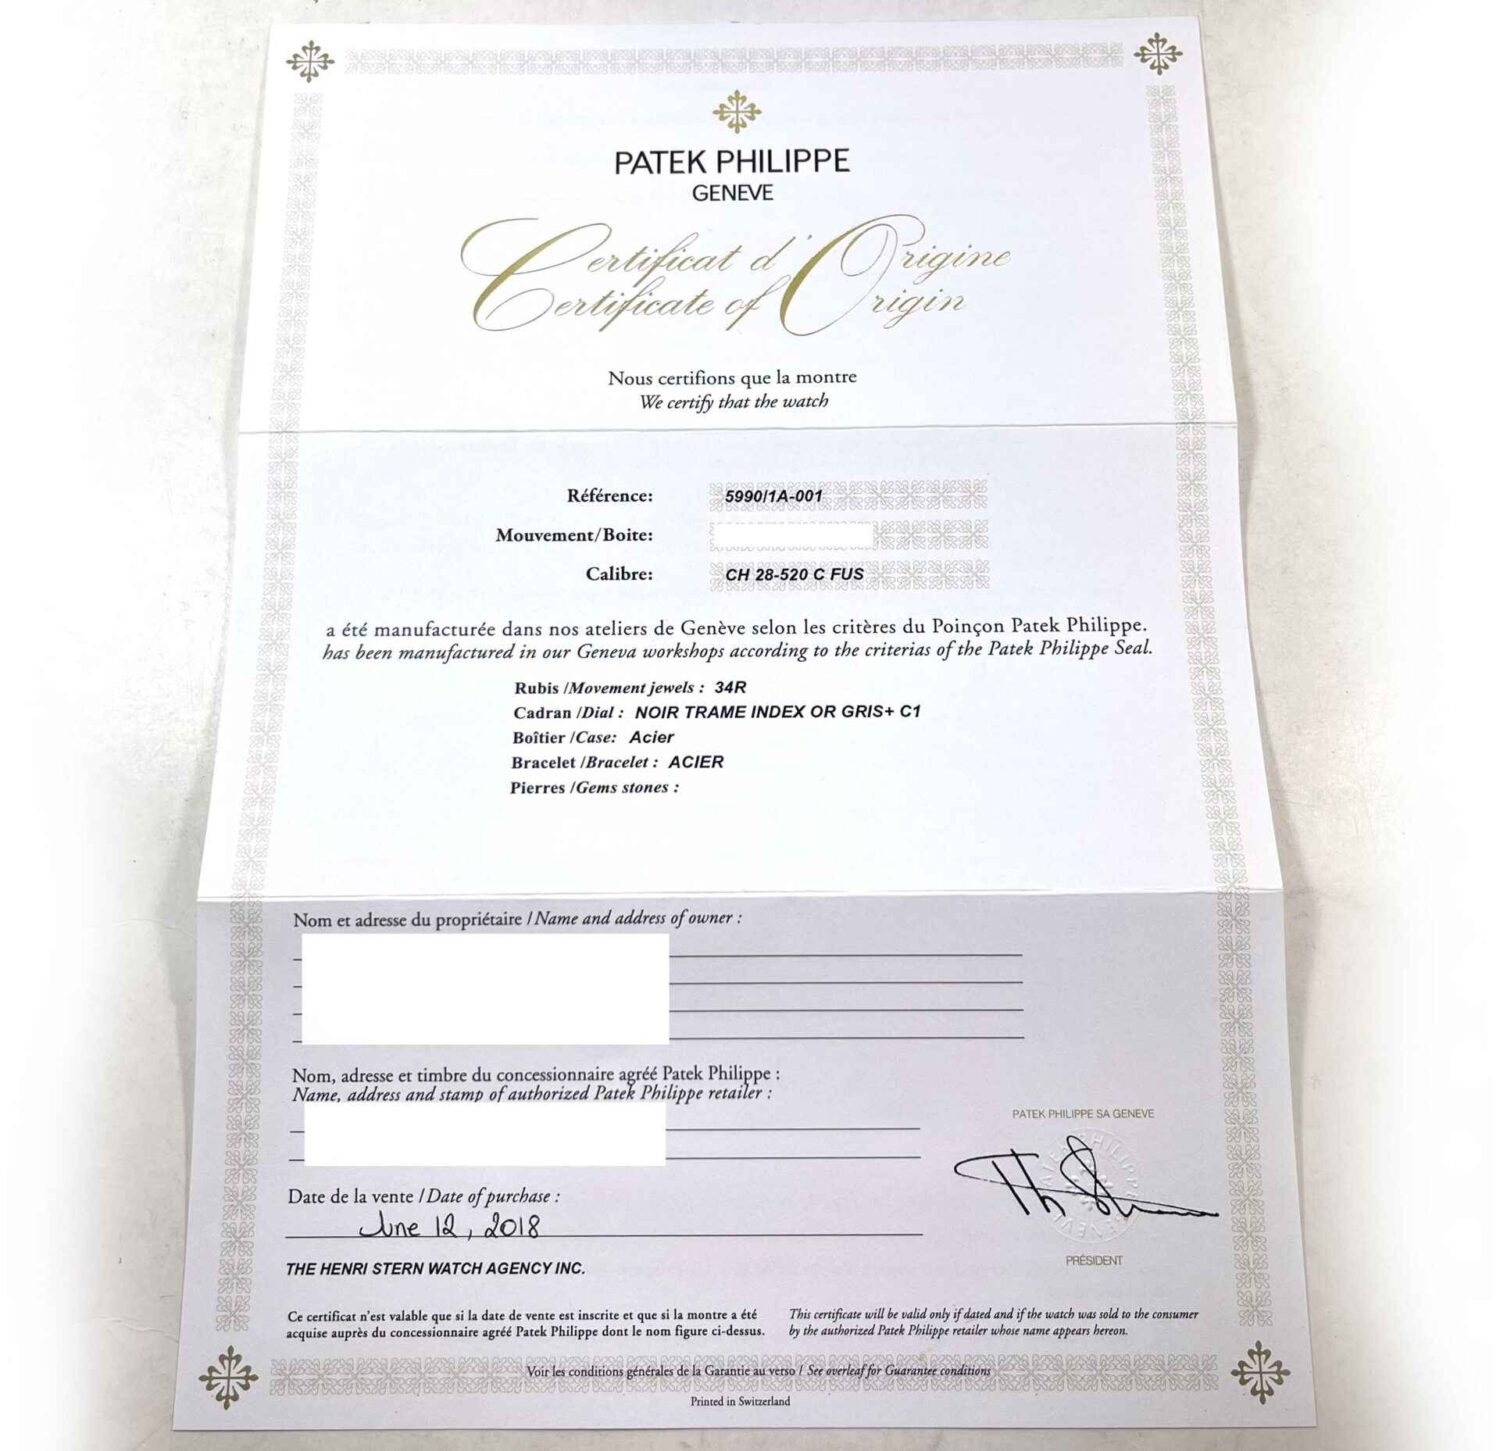 PATEK PHILIPPE
GENEVE
Certificat d'Origine
Certificate of Origin
Nous certifions que la montre
We certify that the watch
Référence: 5990/1A-001
Mouvement/Boite:
Calibre: CH 28-520 C FUS
a été manufacturée dans nos ateliers de Genève selon les critères du Poinçon Patek Philippe.
has been manufactured in our Geneva workshops according to the criterias of the Patek Philippe Seal.
Rubis /Movement jewels : 34R
Cadran /Dial : NOIR TRAME INDEX OR GRIS+ C1
Boîtier /Case: Acier
Bracelet /Bracelet : ACIER
Pierres /Gems stones :
Nom et adresse du propriétaire / Name and address of owner :
Nom, adresse et timbre du concessionnaire agréé Patek Philippe :
Name, address and stamp of authorized Patek Philippe retailer :
PATEK PHILIPPE SA GENEVE
Date de la vente / Date of purchase :
June 12, 2018
PRÉSIDENT
THE HENRI STERN WATCH AGENCY INC.
Ce certificat n'est valable que si la date de vente est inscrite et que si la montre a été
acquise auprès du concessionnaire agréé Patek Philippe dont le nom figure ci-dessus.
This certificate will be valid only if dated and if the watch was sold to the consumer
by the authorized Patek Philippe retailer whose name appears hereon.
Voir les conditions générales de la Garantie au verso / See overleaf for Guarantee conditions
Printed in Switzerland